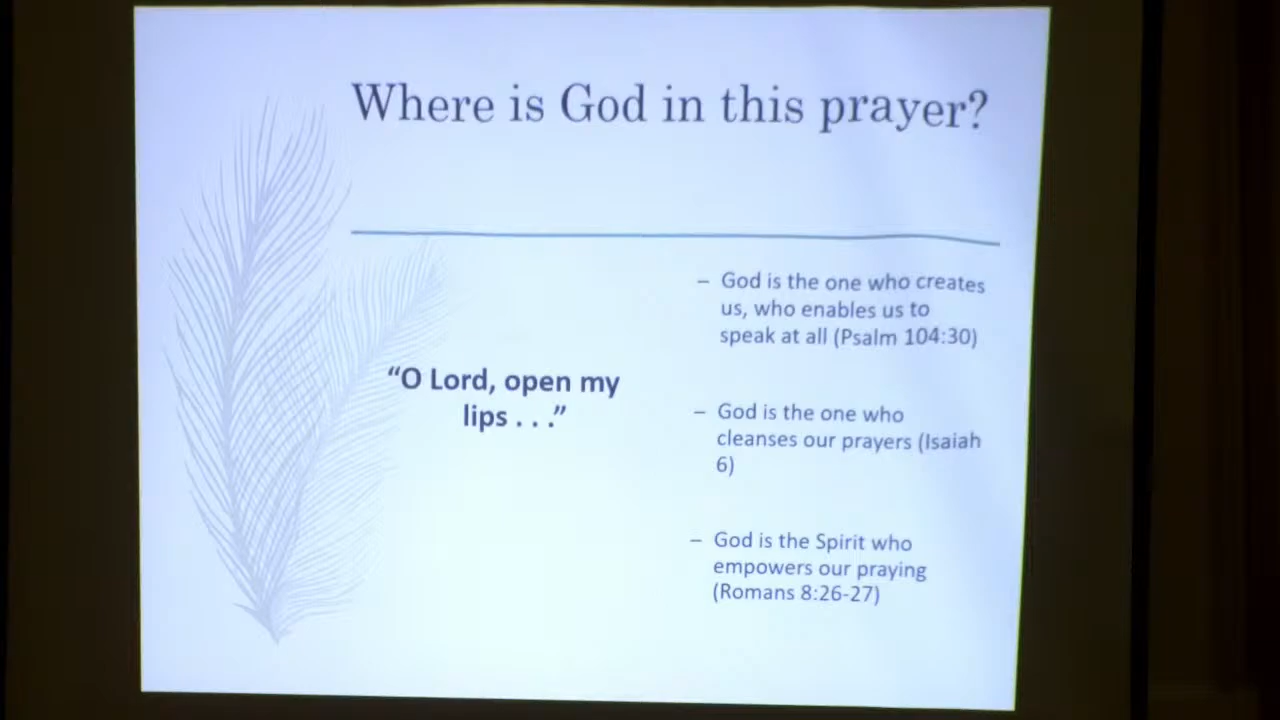 Where is God in this prayer?
“O Lord, open my
lips . . .”
– God is the one who creates
us, who enables us to
speak at all (Psalm 104:30)
– God is the one who
cleanses our prayers (Isaiah
6)
– God is the Spirit who
empowers our praying
(Romans 8:26-27)